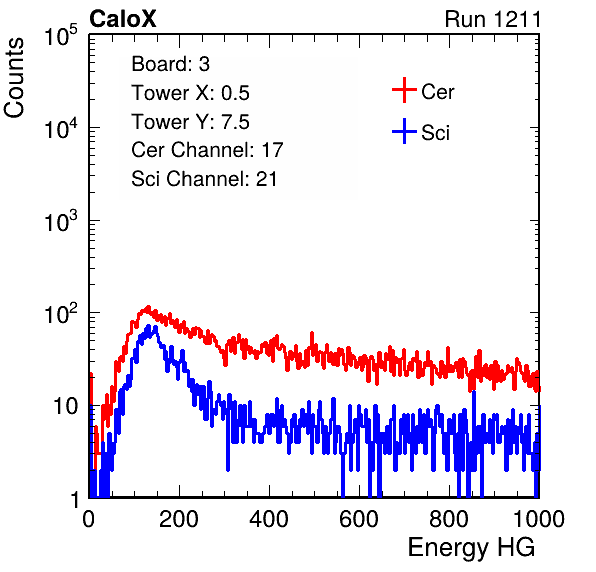 CaloX Run 1211
Counts
Board: 3
Tower X: 0.5
Tower Y: 7.5
Cer Channel: 17
Sci Channel: 21
Cer
Sci
10^5
10^4
10^3
10^2
10
1
0 200 400 600 800 1000
Energy HG